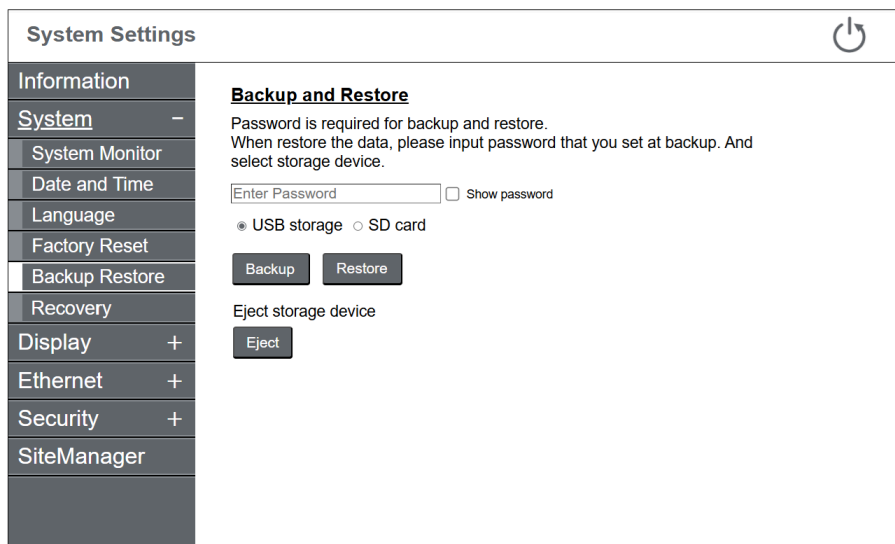 System Settings
Information
System −
System Monitor
Date and Time
Language
Factory Reset
Backup Restore
Recovery
Display +
Ethernet +
Security +
SiteManager
Backup and Restore
Password is required for backup and restore.
When restore the data, please input password that you set at backup. And
select storage device.
Enter Password Show password
USB storage SD card
Backup Restore
Eject storage device
Eject